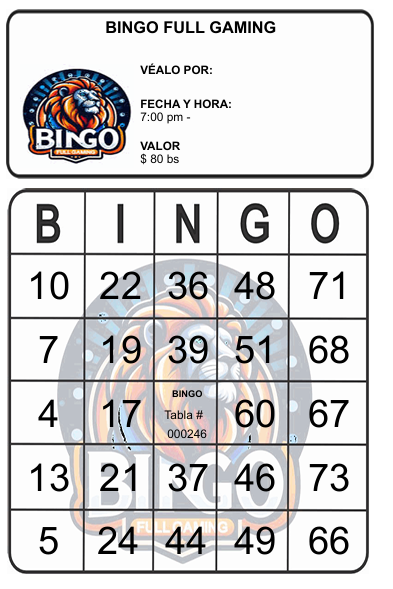 BINGO FULL GAMING
VÉALO POR:
BINGO
FULL GAMING
FECHA Y HORA:
7:00 pm -
VALOR
$ 80 bs
B I N G O
10 22 36 48 71
7 19 39 51 68
4 17 BINGO 60 67
Tabla #
000246
13 21 37 46 73
5 24 44 49 66
BINGO
FULL GAMING